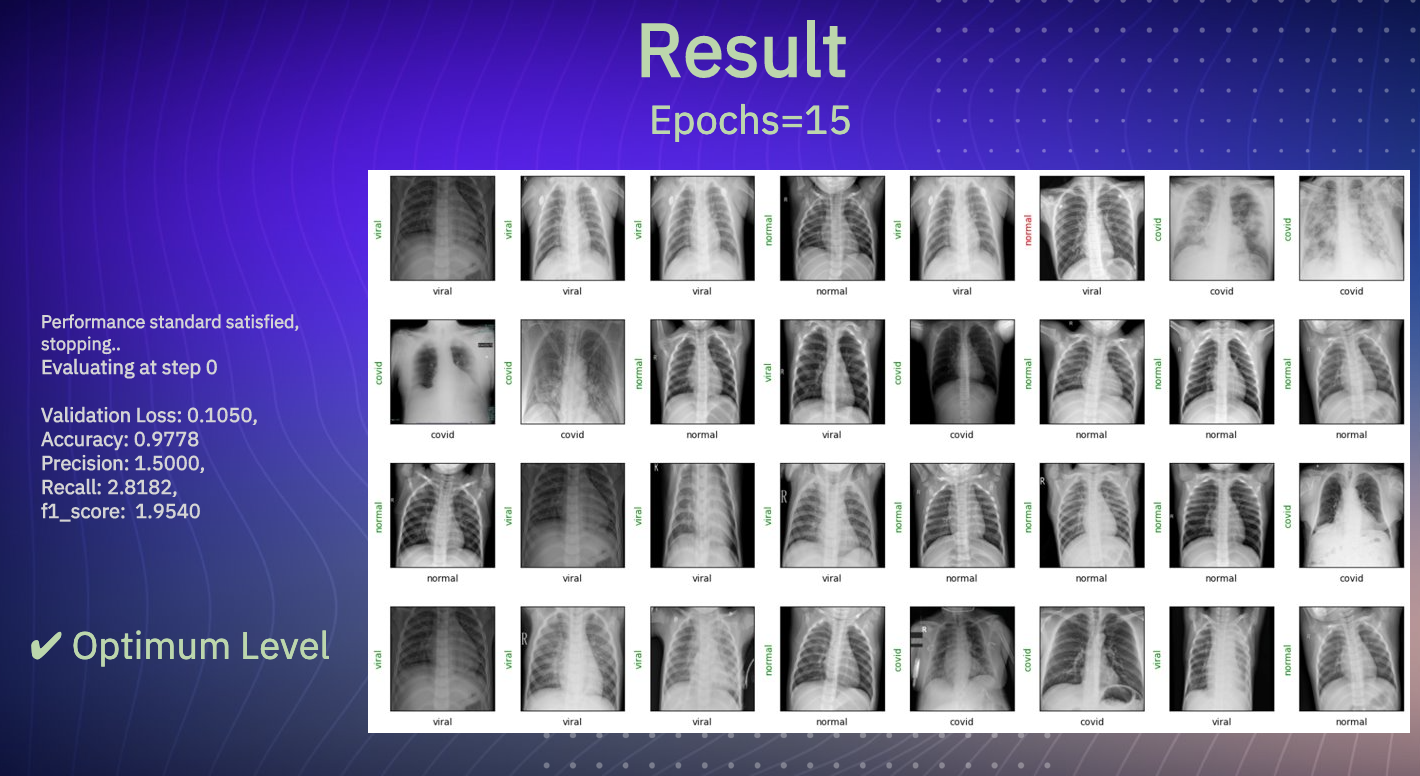 Result
Epochs=15
Performance standard satisfied,
stopping..
Evaluating at step 0
Validation Loss: 0.1050,
Accuracy: 0.9778
Precision: 1.5000,
Recall: 2.8182,
f1_score: 1.9540
✔ Optimum Level
viral viral viral normal viral normal covid covid
viral viral viral normal viral viral covid covid
covid covid normal viral covid normal normal normal
covid covid normal viral covid normal normal normal
normal viral viral viral normal normal normal covid
R R
normal viral viral viral normal normal normal covid
viral viral viral normal covid covid viral normal
R R
viral viral viral normal covid covid viral normal